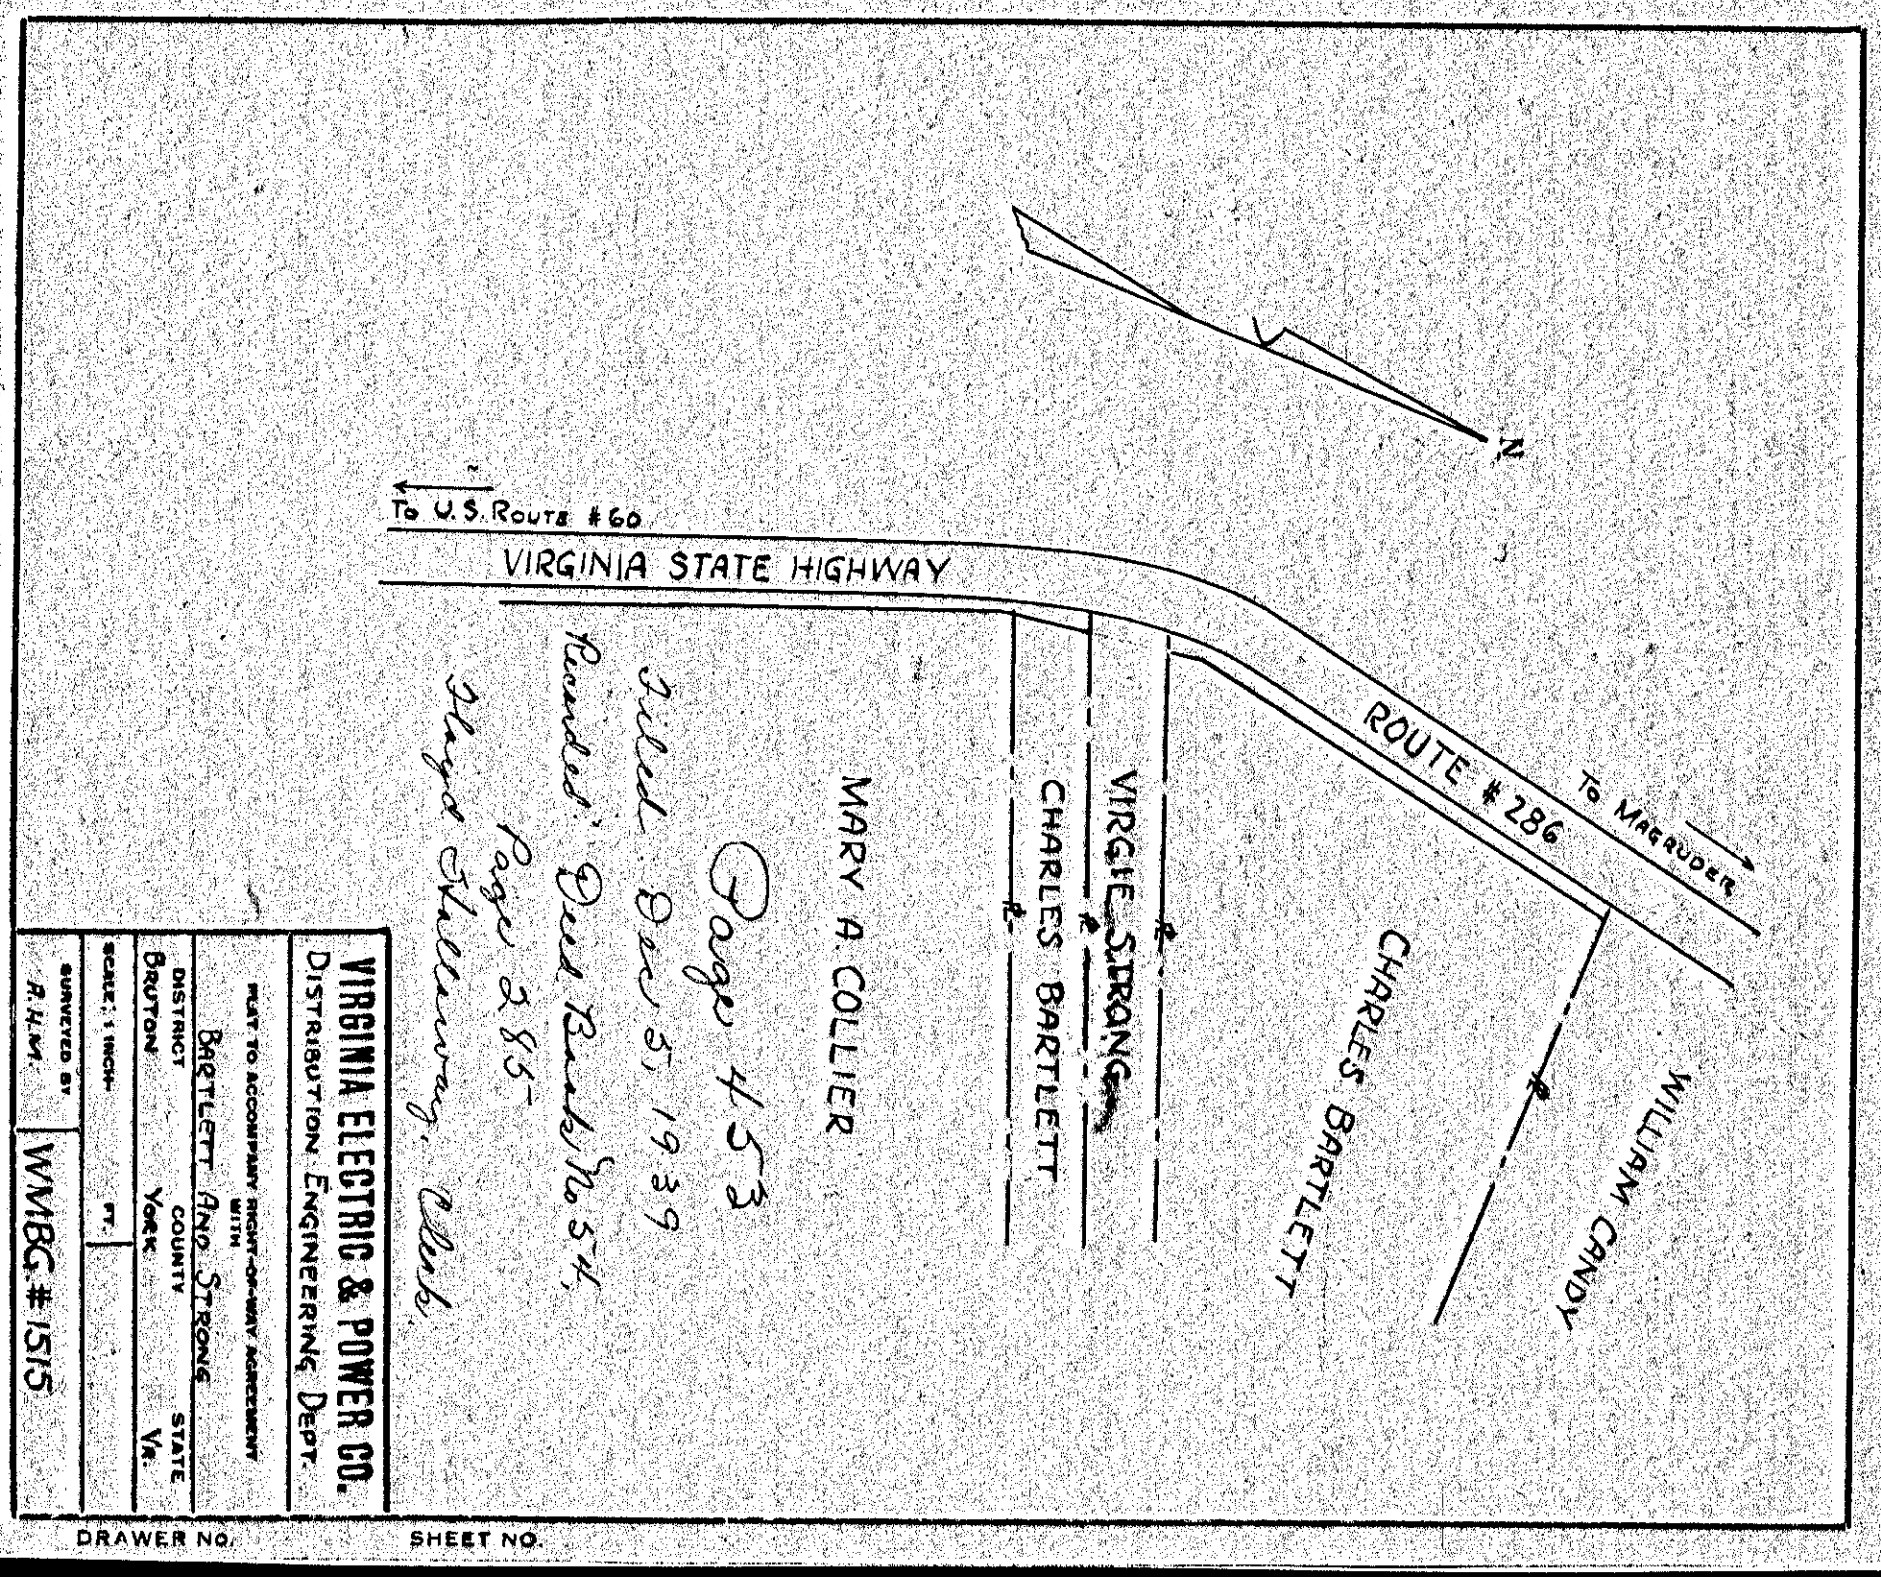 N
To U.S. ROUTE #60
VIRGINIA STATE HIGHWAY
ROUTE #286
To MAGRUDER
WILLIAM CANDY
CHARLES BARTLETT
VIRGIE STRONG
CHARLES BARTLETT
MARY A. COLLIER
Page 453
Filed Dec 5, 1939
Recorded Deed Book No 54,
Page 285
Floyd Holloway, Clerk.
VIRGINIA ELECTRIC & POWER CO.
DISTRIBUTION ENGINEERING DEPT.
PLAT TO ACCOMPANY RIGHT-OF-WAY AGREEMENT
WITH
BARTLETT AND STRONG
DISTRICT COUNTY STATE
BRUTON YORK VA.
SCALE: 1 INCH= FT.
SURVEYED BY
A.H.M.
WMBG.#1515
DRAWER NO. SHEET NO.